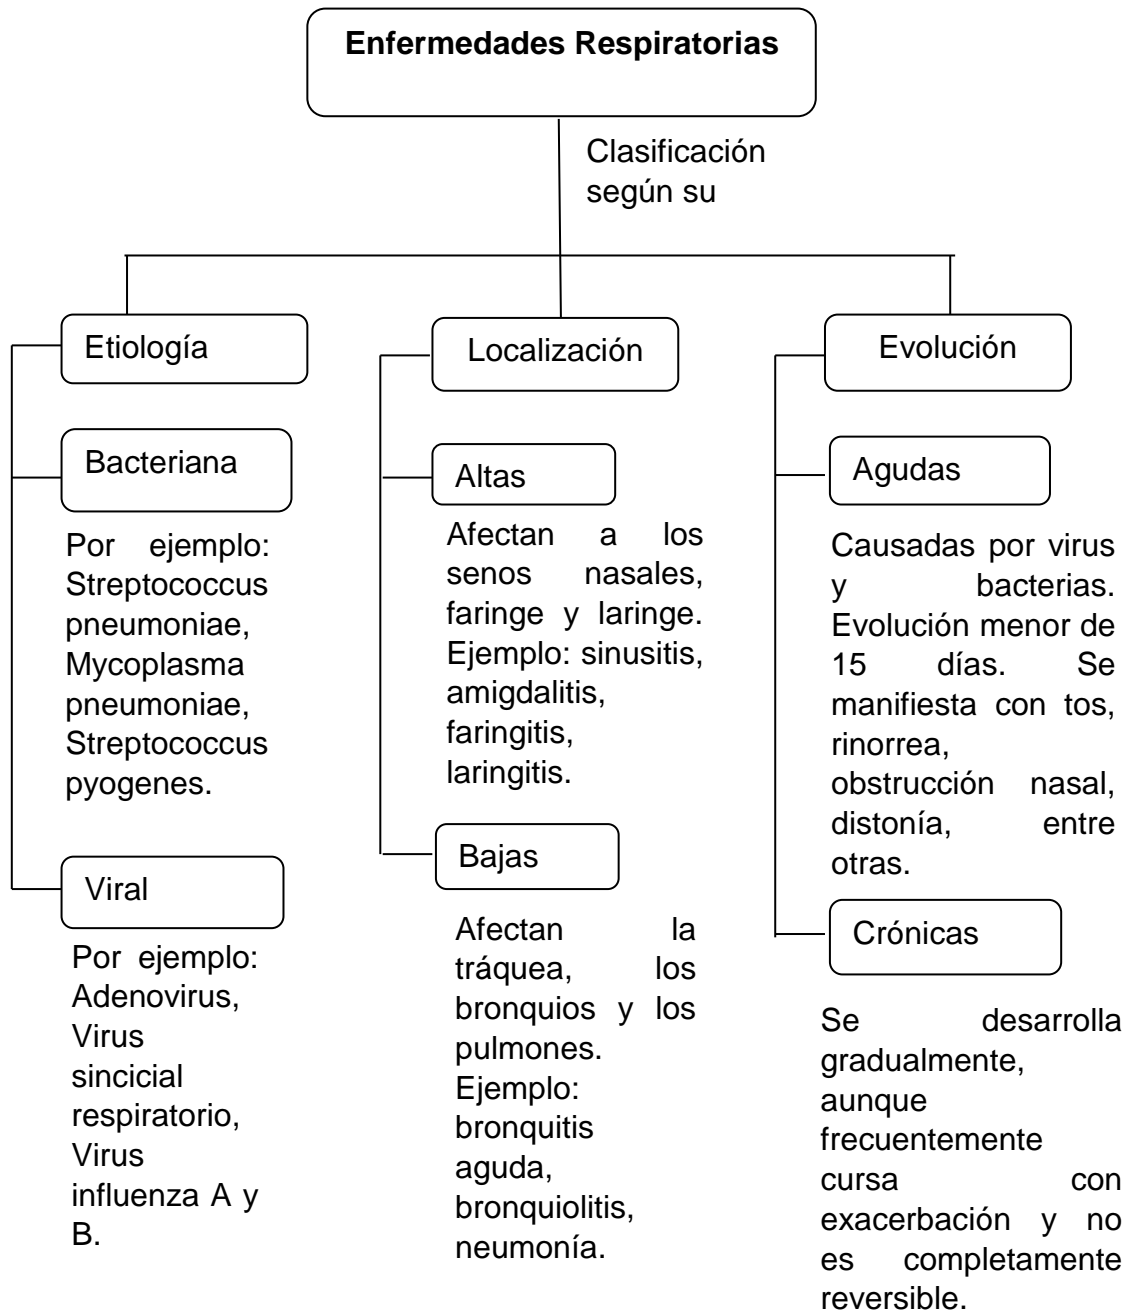 Enfermedades Respiratorias
Clasificación
según su
Etiología
Bacteriana
Por ejemplo:
Streptococcus
pneumoniae,
Mycoplasma
pneumoniae,
Streptococcus
pyogenes.
Viral
Por ejemplo:
Adenovirus,
Virus
sincicial
respiratorio,
Virus
influenza A y
B.
Localización
Altas
Afectan a los
senos nasales,
faringe y laringe.
Ejemplo: sinusitis,
amigdalitis,
faringitis,
laringitis.
Bajas
Afectan la
tráquea, los
bronquios y los
pulmones.
Ejemplo:
bronquitis
aguda,
bronquiolitis,
neumonía.
Evolución
Agudas
Causadas por virus
y bacterias.
Evolución menor de
15 días. Se
manifiesta con tos,
rinorrea,
obstrucción nasal,
distonía, entre
otras.
Crónicas
Se desarrolla
gradualmente,
aunque
frecuentemente
cursa con
exacerbación y no
es completamente
reversible.